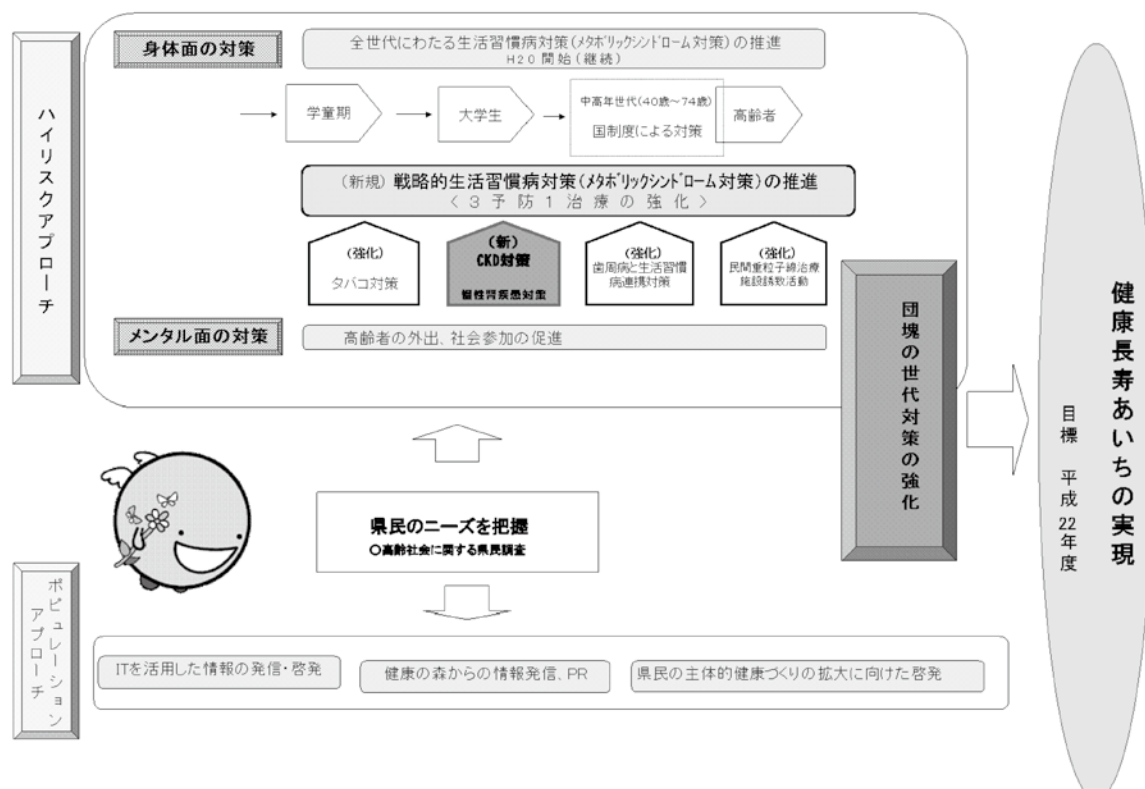 ハイリスクアプローチ
身体面の対策
全世代にわたる生活習慣病対策(メタボリックシンドローム対策)の推進
H20開始(継続)
学童期
大学生
中高年世代(40歳～74歳)
国制度による対策
高齢者
(新規)戦略的生活習慣病対策(メタボリックシンドローム対策)の推進
<3予防1治療の強化>
(強化)
タバコ対策
(新)
CKD対策
慢性腎疾患対策
(強化)
歯周病と生活習慣
病連携対策
(強化)
民間重粒子線治療
施設誘致活動
メンタル面の対策
高齢者の外出、社会参加の促進
団塊の世代対策の強化
健康長寿あいちの実現
目標 平成22年度
県民のニーズを把握
○高齢社会に関する県民調査
ポピュレーション
アプローチ
ITを活用した情報の発信・啓発
健康の森からの情報発信、PR
県民の主体的健康づくりの拡大に向けた啓発